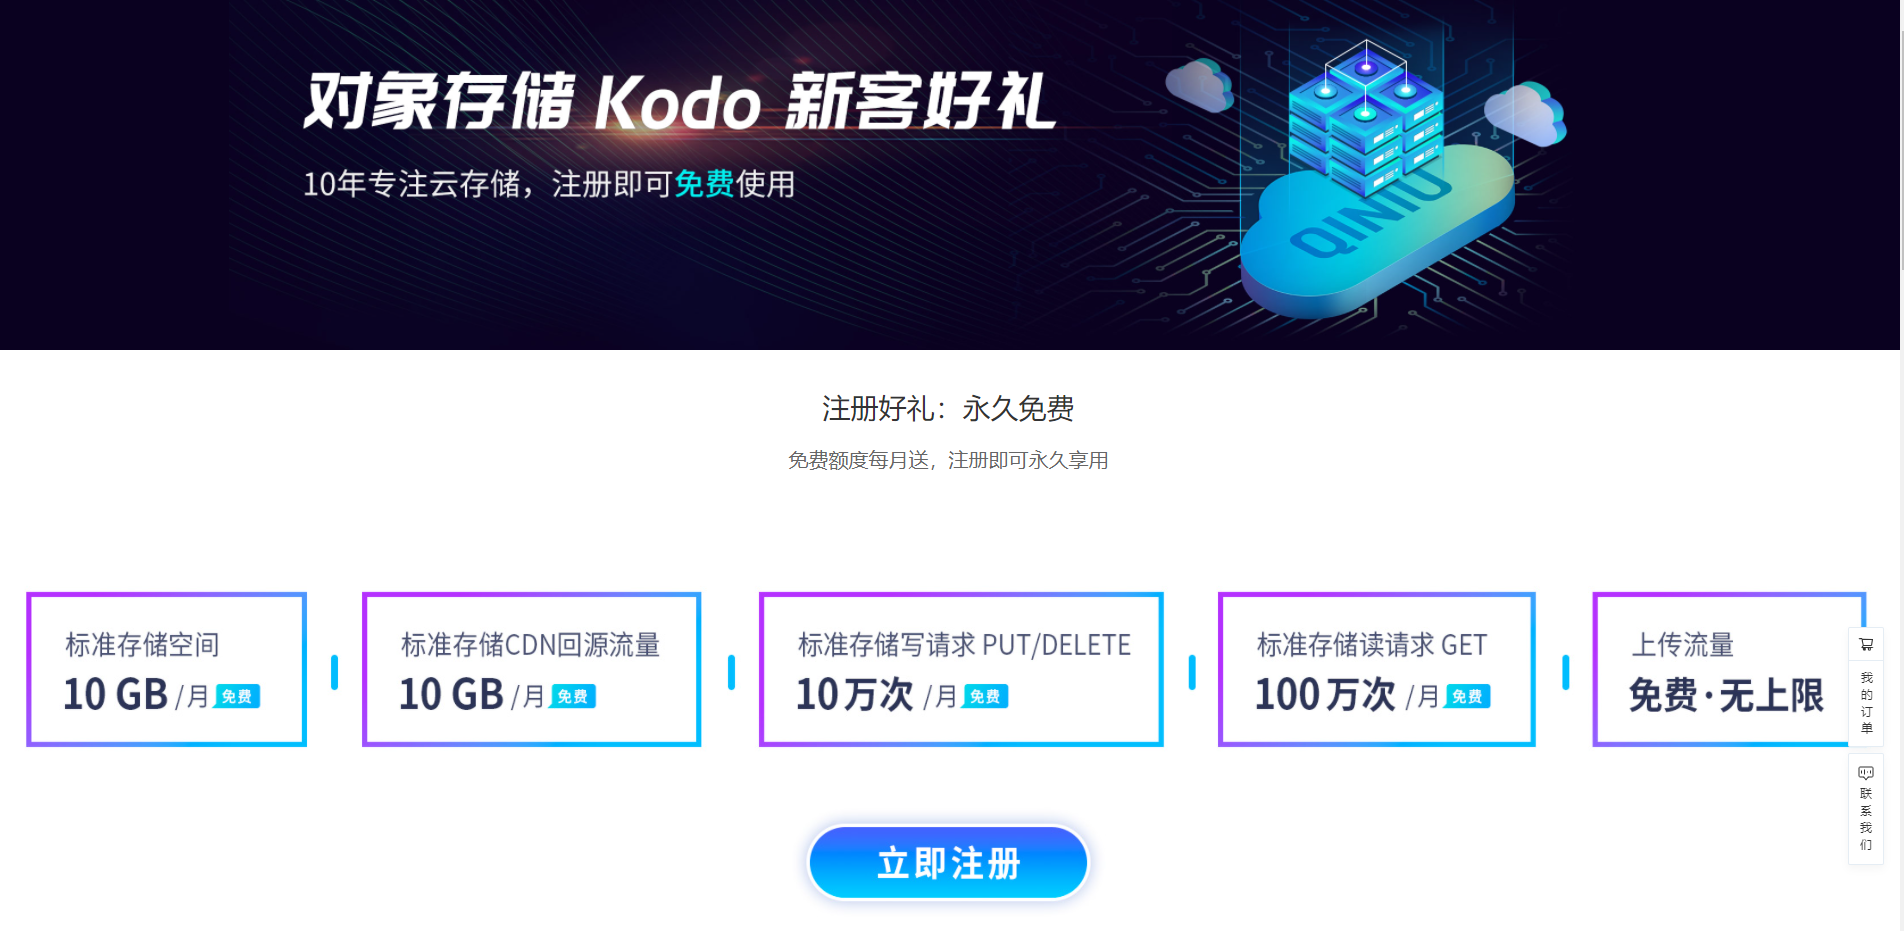 对象存储 Kodo 新客好礼
10年专注云存储，注册即可免费使用
QINIU
注册好礼：永久免费
免费额度每月送，注册即可永久享用
标准存储空间
10 GB /月 免费
标准存储CDN回源流量
10 GB /月 免费
标准存储写请求 PUT/DELETE
10万次 /月 免费
标准存储读请求 GET
100万次 /月 免费
上传流量
免费·无上限
我的订单
联系我们
立即注册